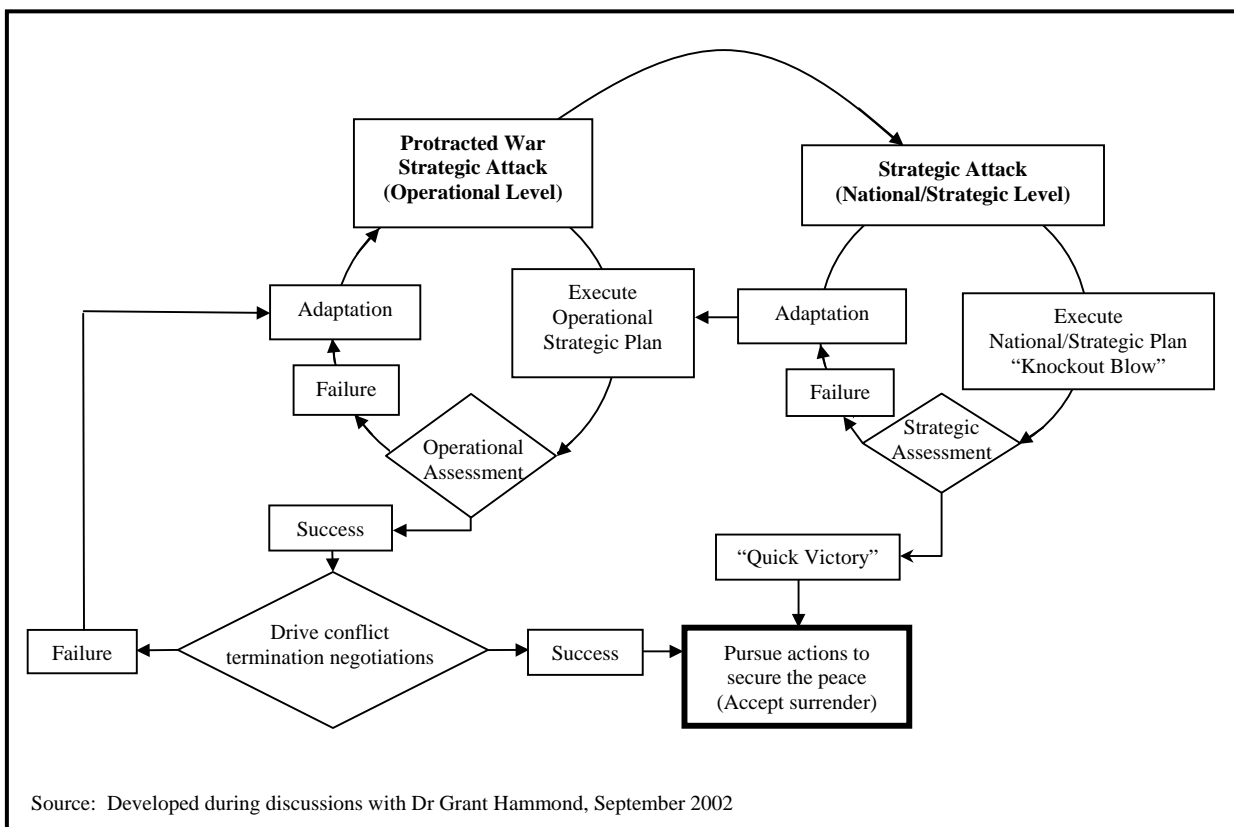 Protracted War
Strategic Attack
(Operational Level)
Strategic Attack
(National/Strategic Level)
Adaptation
Execute
Operational
Strategic Plan
Adaptation
Execute
National/Strategic Plan
“Knockout Blow”
Failure
Failure
Operational
Assessment
Strategic
Assessment
Success
“Quick Victory”
Failure
Drive conflict
termination negotiations
Success
Pursue actions to
secure the peace
(Accept surrender)
Source:  Developed during discussions with Dr Grant Hammond, September 2002